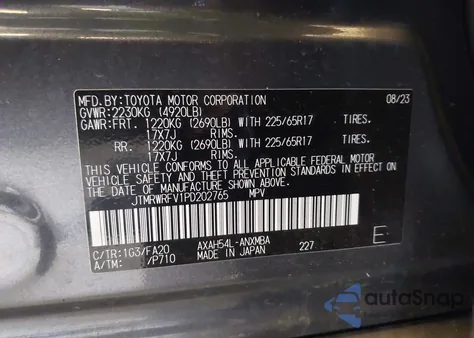 MFD.BY:TOYOTA MOTOR CORPORATION 08/23
GVWR:2230KG (4920LB)
GAWR:FRT. 1220KG (2690LB) WITH 225/65R17 TIRES.
17X7J RIMS.
RR. 1220KG (2690LB) WITH 225/65R17 TIRES.
17X7J RIMS.
THIS VEHICLE CONFORMS TO ALL APPLICABLE FEDERAL MOTOR
VEHICLE SAFETY AND THEFT PREVENTION STANDARDS IN
EFFECT ON THE DATE OF MANUFACTURE SHOWN ABOVE.
JTMRWRFV1PD202765 MPV
C/TR:1G3/FA20 AXAH54L-ANXMBA 227 E
A/TM: /P710 MADE IN JAPAN
autoSnap